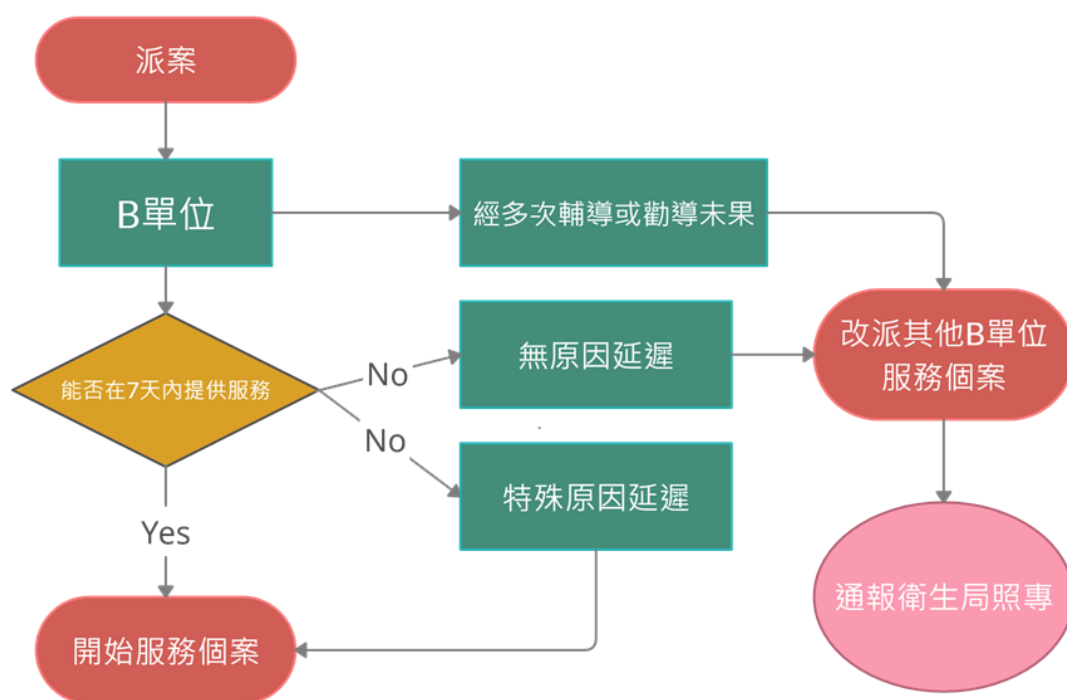 派案
B單位
經多次輔導或勸導未果
無原因延遲
改派其他B單位
服務個案
能否在7天內提供服務
No
No
特殊原因延遲
Yes
通報衛生局照專
開始服務個案